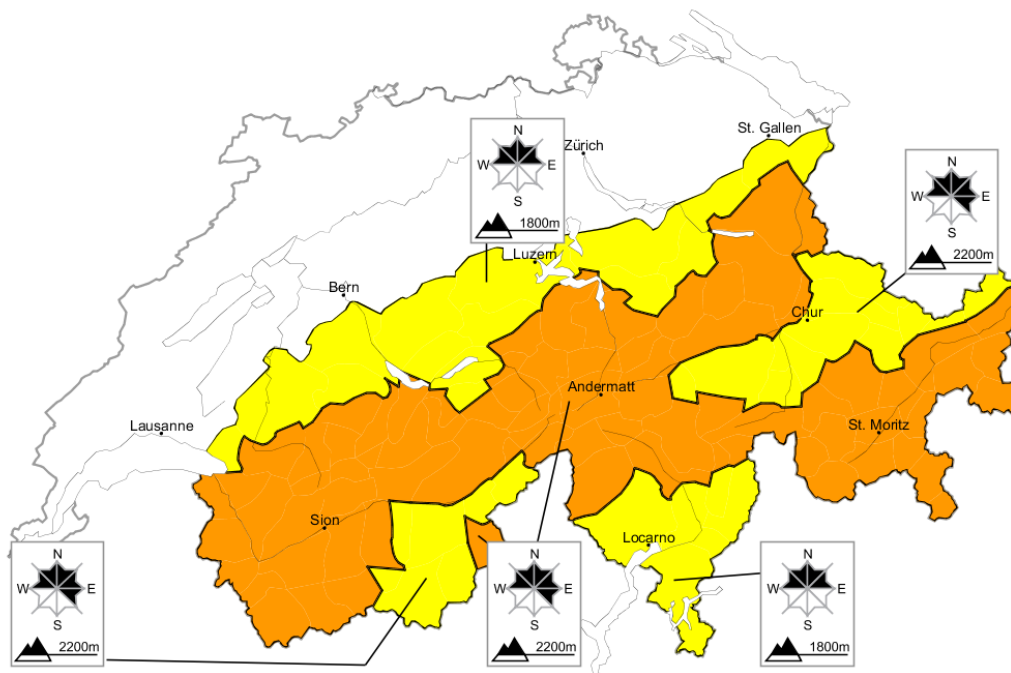 St. Gallen
Zürich
N
W E
S
1800m
N
W E
S
2200m
Luzern
Bern
Chur
Andermatt
Lausanne
St. Moritz
Sion
Locarno
N
W E
S
2200m
N
W E
S
2200m
N
W E
S
1800m